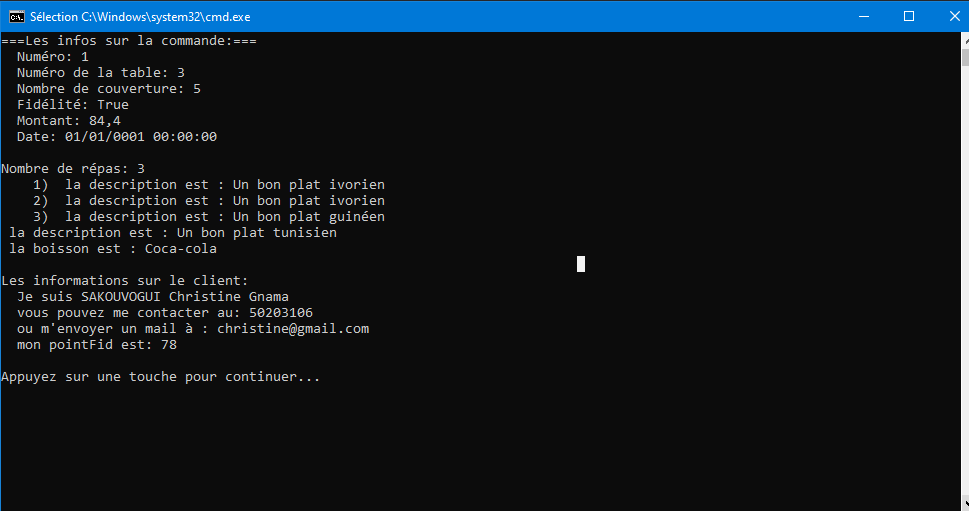 Sélection C:\Windows\system32\cmd.exe
===Les infos sur la commande:===
Numéro: 1
Numéro de la table: 3
Nombre de couverture: 5
Fidélité: True
Montant: 84,4
Date: 01/01/0001 00:00:00
Nombre de répas: 3
1)  la description est : Un bon plat ivorien
2)  la description est : Un bon plat ivorien
3)  la description est : Un bon plat guinéen
la description est : Un bon plat tunisien
la boisson est : Coca-cola
Les informations sur le client:
Je suis SAKOUVOGUI Christine Gnama
vous pouvez me contacter au: 50203106
ou m'envoyer un mail à : christine@gmail.com
mon pointFid est: 78
Appuyez sur une touche pour continuer...